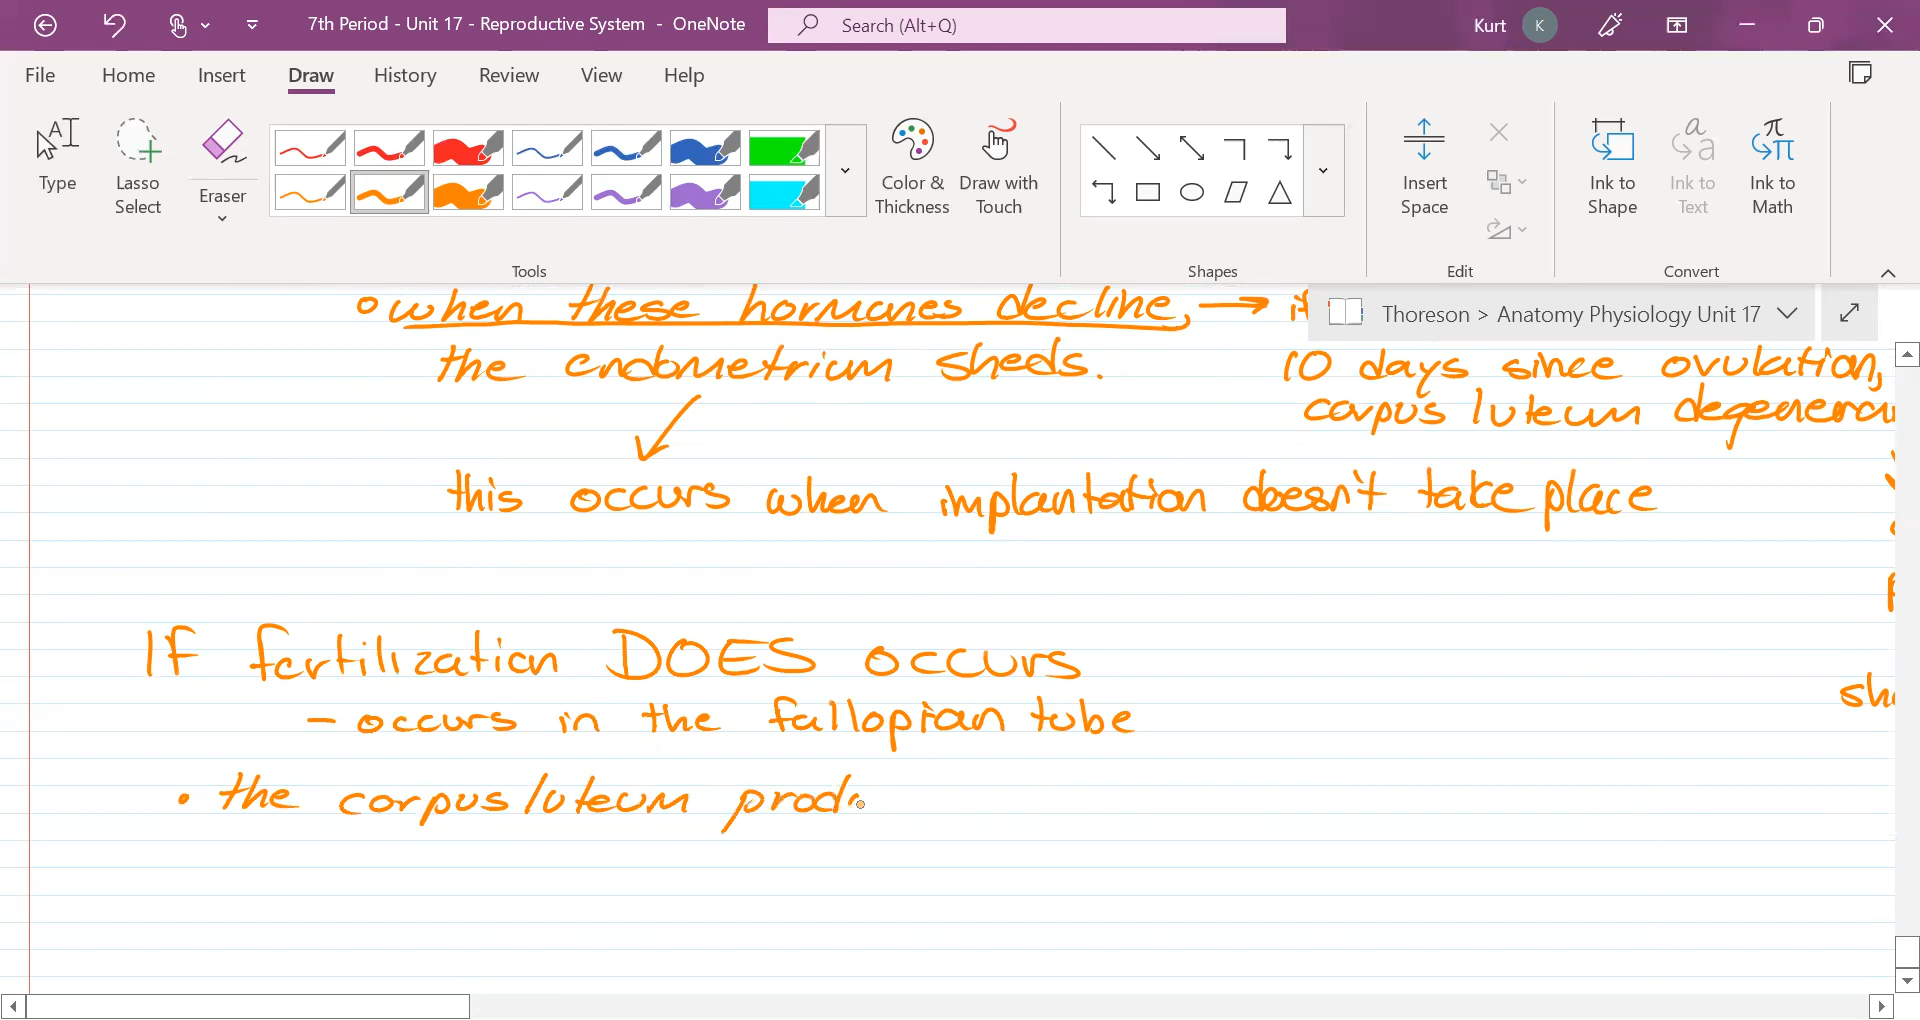 7th Period - Unit 17 - Reproductive System - OneNote
Search (Alt+Q)
Kurt K
File Home Insert Draw History Review View Help
Type
Lasso Select
Eraser
Color & Thickness
Draw with Touch
Insert Space
Ink to Shape
Ink to Text
Ink to Math
Tools Shapes Edit Convert
Thoreson > Anatomy Physiology Unit 17
when these hormones decline,
the endometrium sheds.
10 days since ovulation,
corpus luteum
this occurs when implantation doesn't take place
IF fertilization DOES occurs
- occurs in the fallopian tube
• the corpus luteum prod